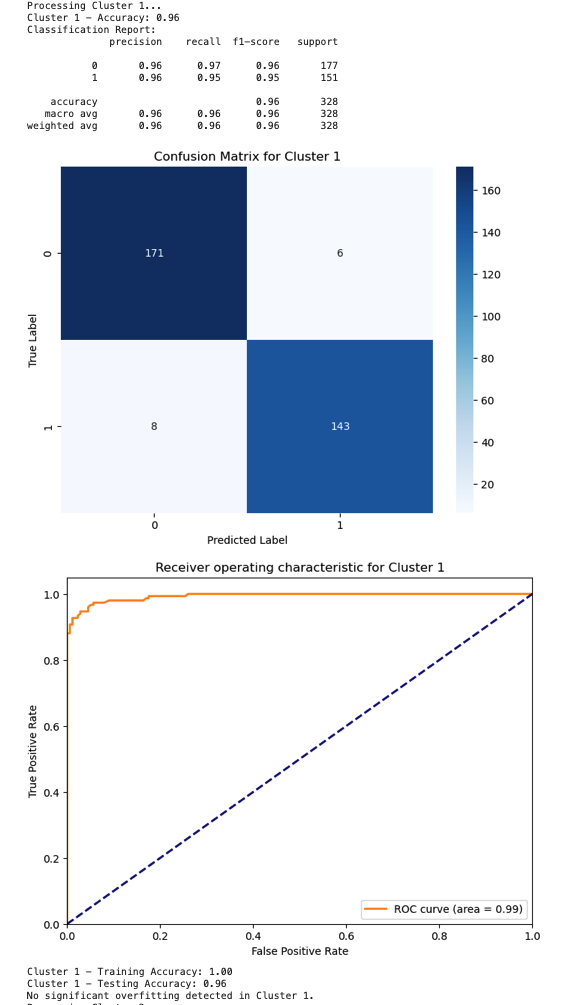 Processing Cluster 1...
Cluster 1 - Accuracy: 0.96
Classification Report:
precision recall f1-score support
0 0.96 0.97 0.96 177
1 0.96 0.95 0.95 151
accuracy 0.96 328
macro avg 0.96 0.96 0.96 328
weighted avg 0.96 0.96 0.96 328
Confusion Matrix for Cluster 1
171
6
8
143
0
1
True Label
0
1
Predicted Label
160
140
120
100
80
60
40
20
Receiver operating characteristic for Cluster 1
1.0
0.8
0.6
0.4
0.2
0.0
True Positive Rate
ROC curve (area = 0.99)
0.0
0.2
0.4
0.6
0.8
1.0
False Positive Rate
Cluster 1 - Training Accuracy: 1.00
Cluster 1 - Testing Accuracy: 0.96
No significant overfitting detected in Cluster 1.